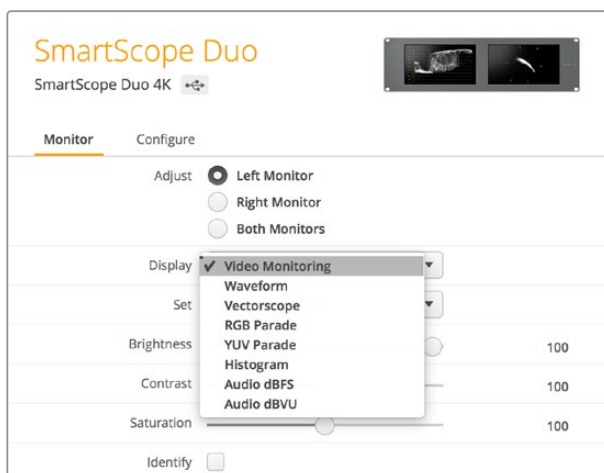 SmartScope Duo
SmartScope Duo 4K
Monitor Configure
Adjust Left Monitor
Right Monitor
Both Monitors
Display Video Monitoring
Waveform
Set Vectorscope
RGB Parade
Brightness YUV Parade 100
Histogram
Contrast Audio dBFS 100
Audio dBVU
Saturation 100
Identify